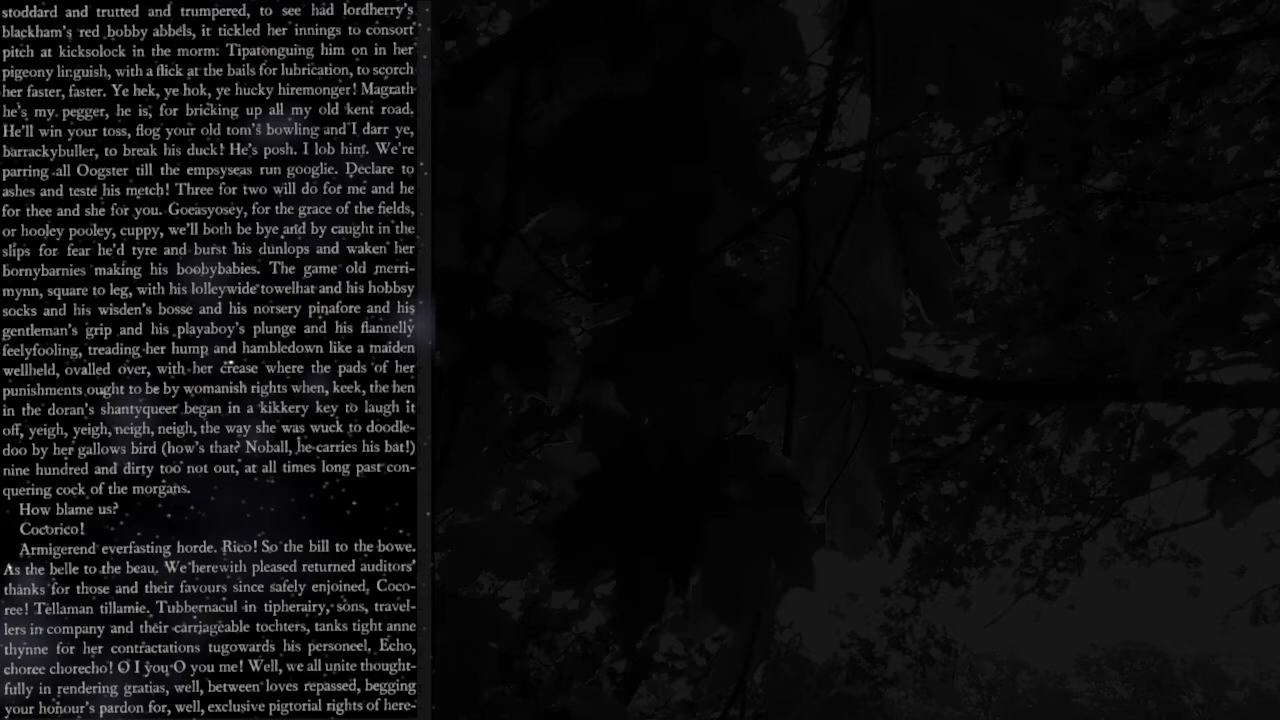 stoddard and trutted and trumpered, to see had lordherry's
blackham's red bobby abbels, it tickled her innings to consort
pitch at kicksolock in the morm. Tipatonguing him on in her
pigeony linguish, with a flick at the bails for lubrication, to scorch
her faster, faster. Ye hek, ye hok, ye hucky hiremonger! Magrath
he's my pegger, he is, for bricking up all my old kent road.
He'll win your toss, flog your old tom's bowling and I darr ye,
barrackybuller, to break his duck! He's posh. I lob him. We're
parring all Oogster till the empsyseas run googlie. Declare to
ashes and teste his metch! Three for two will do for me and he
for thee and she for you. Goeasyosey, for the grace of the fields,
or hooley pooley, cuppy, we'll both be bye and by caught in the
slips for fear he'd tyre and burst his dunlops and waken her
bornybarnies making his boobybabies. The game old merri-
mynn, square to leg, with his lolleywide towelhat and his hobbsy
socks and his wisden's bosse and his norsery pinafore and his
gentleman's grip and his playaboy's plunge and his flannelly
feelyfooling, treading her hump and hambledown like a maiden
wellheld, ovalled over, with her crease where the pads of her
punishments ought to be by womanish rights when, keek, the hen
in the doran's shantyqueer began in a kikkery key to laugh it
off, yeigh, yeigh, neigh, neigh, the way she was wuck to doodle-
doo by her gallows bird (how's that? Noball, he carries his bat!)
nine hundred and dirty too not out, at all times long past con-
quering cock of the morgans.
How blame us?
Cocorico!
Armigerend everfasting horde. Rico! So the bill to the bowe.
As the belle to the beau. We herewith pleased returned auditors'
thanks for those and their favours since safely enjoined. Coco-
ree! Tellaman tillamie. Tubbernacul in tipherairy, sons, travel-
lers in company and their carriageable tochters, tanks tight anne
thynne for her contractations tugowards his personeel. Echo,
choree chorecho! O I you O you me! Well, we all unite thought-
fully in rendering gratias, well, between loves repassed, begging
your honour's pardon for, well, exclusive pigtorial rights of here-